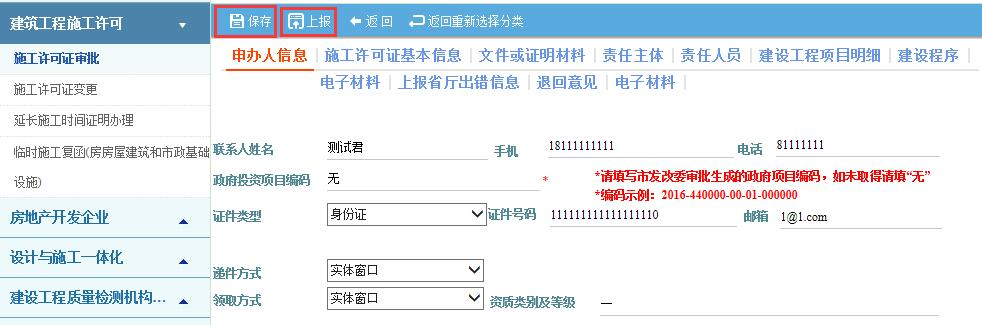 建筑工程施工许可
施工许可证审批
施工许可证变更
延长施工时间证明办理
临时施工复函(房房屋建筑和市政基础
设施)
房地产开发企业
设计与施工一体化
建设工程质量检测机构...
保存 上报 返 回 返回重新选择分类
申办人信息 施工许可证基本信息 文件或证明材料 责任主体 责任人员 建设工程项目明细 建设程序
电子材料 上报省厅出错信息 退回意见 电子材料
联系人姓名 测试君 手机 18111111111 电话 81111111
政府投资项目编码 无 * *请填写市发改委审批生成的政府项目编码，如未取得请填“无”
*编码示例：2016-440000-00-01-000000
证件类型 身份证 证件号码 111111111111111110 邮箱 1@1.com
递件方式 实体窗口
领取方式 实体窗口 资质类别及等级 —